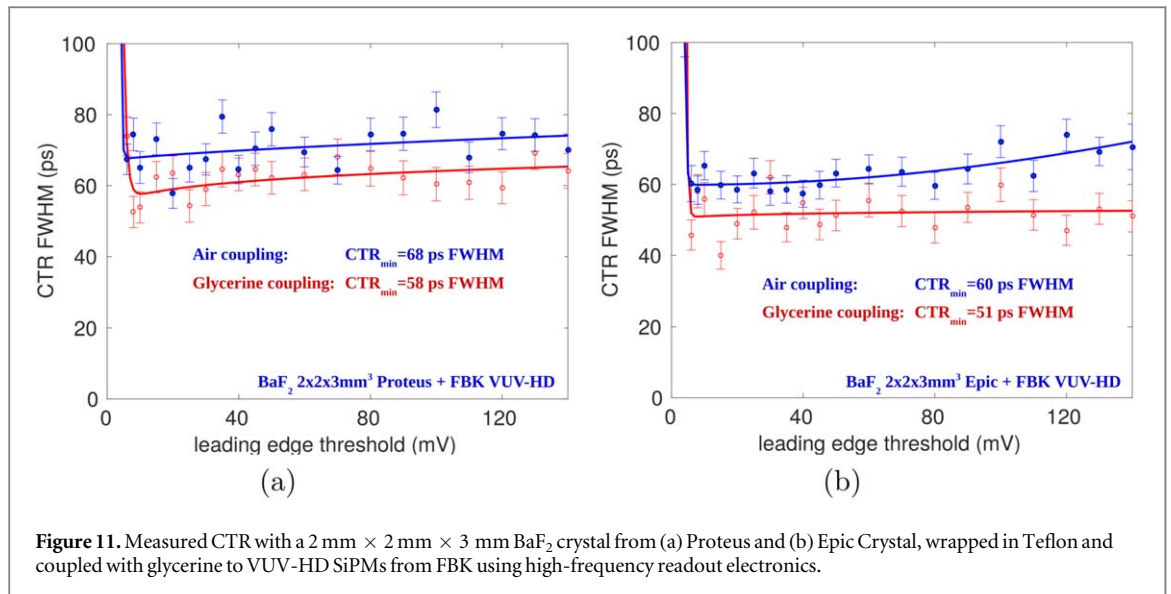 100
80
60
40
20
0
CTR FWHM (ps)
Air coupling: CTRmin=68 ps FWHM
Glycerine coupling: CTRmin=58 ps FWHM
BaF2 2x2x3mm³ Proteus + FBK VUV-HD
0 40 80 120
leading edge threshold (mV)
(a)
100
80
60
40
20
0
CTR FWHM (ps)
Air coupling: CTRmin=60 ps FWHM
Glycerine coupling: CTRmin=51 ps FWHM
BaF2 2x2x3mm³ Epic + FBK VUV-HD
0 40 80 120
leading edge threshold (mV)
(b)
Figure 11. Measured CTR with a 2 mm × 2 mm × 3 mm BaF2 crystal from (a) Proteus and (b) Epic Crystal, wrapped in Teflon and
coupled with glycerine to VUV-HD SiPMs from FBK using high-frequency readout electronics.